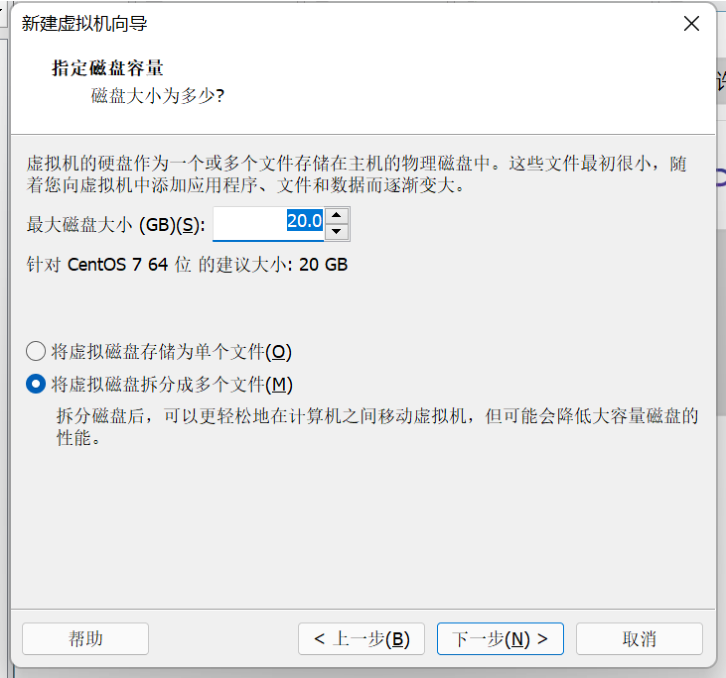 新建虚拟机向导
指定磁盘容量
磁盘大小为多少?
虚拟机的硬盘作为一个或多个文件存储在主机的物理磁盘中。这些文件最初很小，随
着您向虚拟机中添加应用程序、文件和数据而逐渐变大。
最大磁盘大小 (GB)(S): 20.0
针对 CentOS 7 64 位 的建议大小: 20 GB
将虚拟磁盘存储为单个文件(O)
将虚拟磁盘拆分成多个文件(M)
拆分磁盘后，可以更轻松地在计算机之间移动虚拟机，但可能会降低大容量磁盘的
性能。
帮助 < 上一步(B) 下一步(N) > 取消